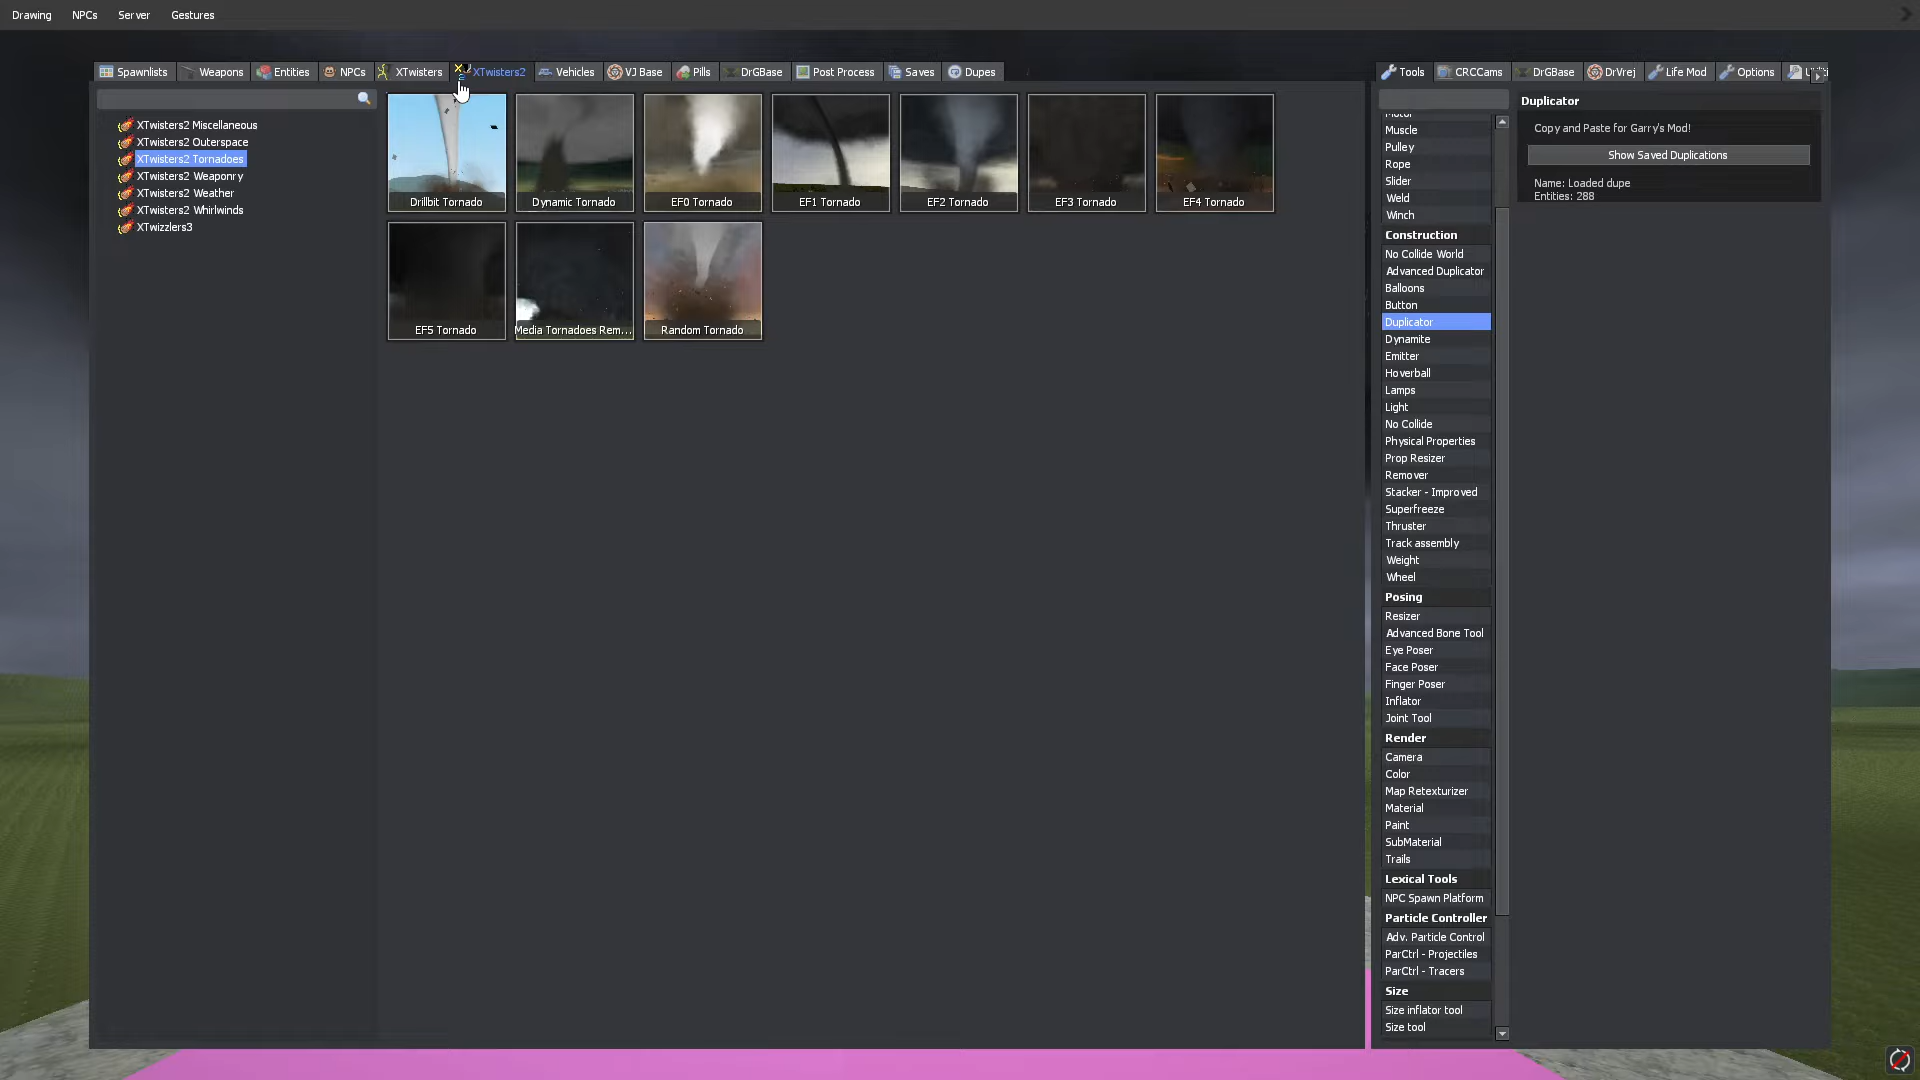 Drawing NPCs Server Gestures
Spawnlists Weapons Entities NPCs XTwisters XTwisters2 Vehicles VJ Base Pills DrGBase Post Process Saves Dupes
XTwisters2 Miscellaneous
XTwisters2 Outerspace
XTwisters2 Tornadoes
XTwisters2 Weaponry
XTwisters2 Weather
XTwisters2 Whirlwinds
XTwizzlers3
Drillbit Tornado Dynamic Tornado EF0 Tornado EF1 Tornado EF2 Tornado EF3 Tornado EF4 Tornado
EF5 Tornado Media Tornadoes Rem... Random Tornado
Tools CRCCams DrGBase DrVrej Life Mod Options
Muscle
Pulley
Rope
Slider
Weld
Winch
Construction
No Collide World
Advanced Duplicator
Balloons
Button
Duplicator
Dynamite
Emitter
Hoverball
Lamps
Light
No Collide
Physical Properties
Prop Resizer
Remover
Stacker - Improved
Superfreeze
Thruster
Track assembly
Weight
Wheel
Posing
Resizer
Advanced Bone Tool
Eye Poser
Face Poser
Finger Poser
Inflator
Joint Tool
Render
Camera
Color
Map Retexturizer
Material
Paint
SubMaterial
Trails
Lexical Tools
NPC Spawn Platform
Particle Controller
Adv. Particle Control
ParCtrl - Projectiles
ParCtrl - Tracers
Size
Size inflator tool
Size tool
Duplicator
Copy and Paste for Garry's Mod!
Show Saved Duplications
Name: Loaded dupe
Entities: 288